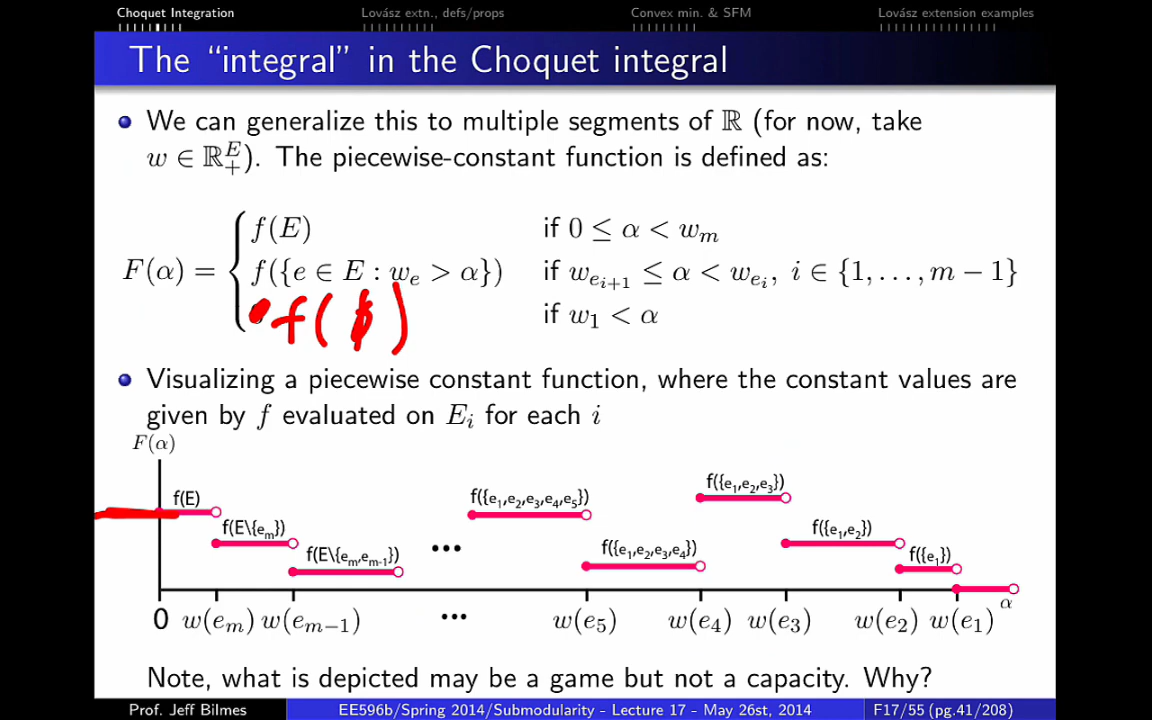 Choquet Integration Lovász extn., defs/props Convex min. & SFM Lovász extension examples
The “integral” in the Choquet integral
We can generalize this to multiple segments of ℝ (for now, take
w ∈ ℝ₊ᴱ). The piecewise-constant function is defined as:
f(E) if 0 ≤ α < w_m
F(α) = { f({e ∈ E : w_e > α}) if w_{e_{i+1}} ≤ α < w_{e_i}, i ∈ {1, . . . , m − 1}
f(∅) if w_1 < α
Visualizing a piecewise constant function, where the constant values are
given by f evaluated on E_i for each i
F(α)
f(E) f({e_1,e_2,e_3,e_4,e_5}) f({e_1,e_2,e_3})
f(E\{e_m}) f({e_1,e_2})
f(E\{e_m,e_{m-1}}) ••• f({e_1,e_2,e_3,e_4}) f({e_1})
α
0 w(e_m) w(e_{m−1}) ••• w(e_5) w(e_4) w(e_3) w(e_2) w(e_1)
Note, what is depicted may be a game but not a capacity. Why?
Prof. Jeff Bilmes EE596b/Spring 2014/Submodularity - Lecture 17 - May 26st, 2014 F17/55 (pg.41/208)